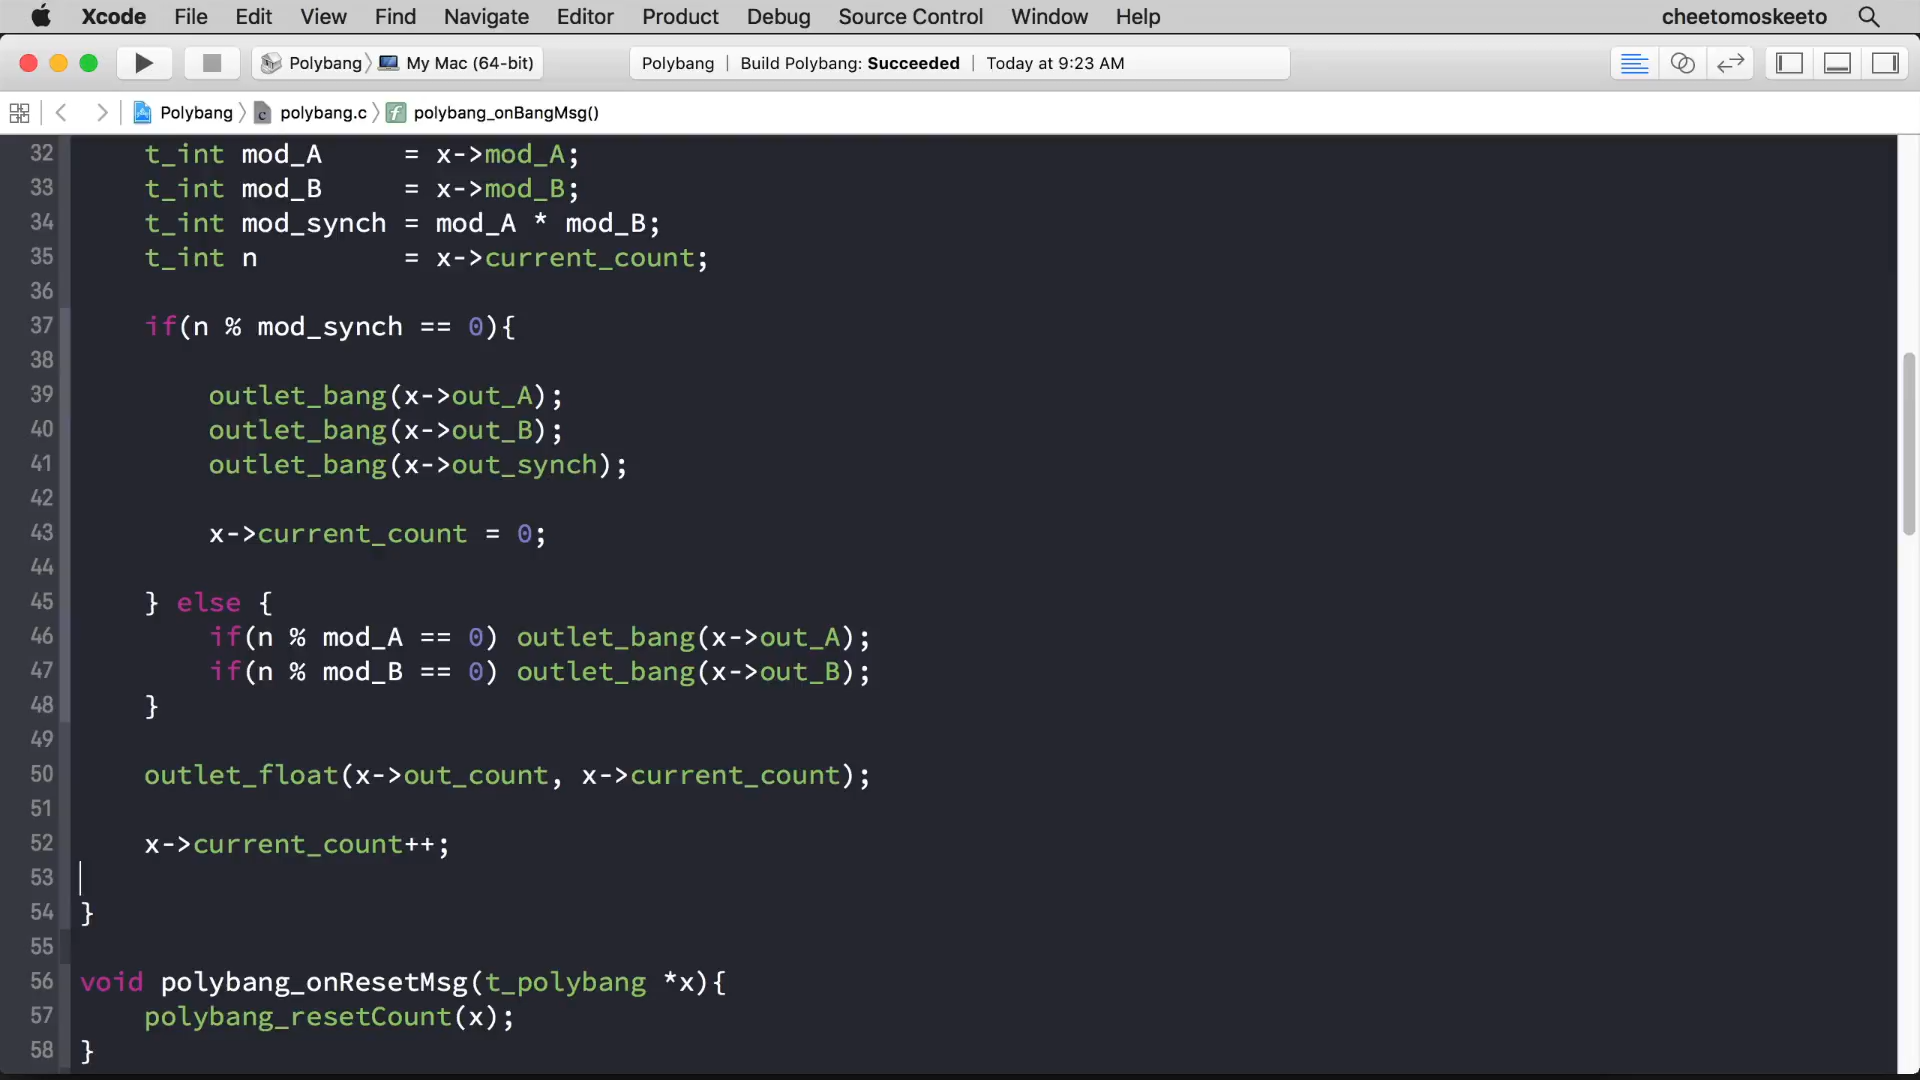 Xcode File Edit View Find Navigate Editor Product Debug Source Control Window Help cheetomoskeeto
Polybang My Mac (64-bit) Polybang | Build Polybang: Succeeded | Today at 9:23 AM
Polybang polybang.c polybang_onBangMsg()
32 t_int mod_A = x->mod_A;
33 t_int mod_B = x->mod_B;
34 t_int mod_synch = mod_A * mod_B;
35 t_int n = x->current_count;
36
37 if(n % mod_synch == 0){
38
39 outlet_bang(x->out_A);
40 outlet_bang(x->out_B);
41 outlet_bang(x->out_synch);
42
43 x->current_count = 0;
44
45 } else {
46 if(n % mod_A == 0) outlet_bang(x->out_A);
47 if(n % mod_B == 0) outlet_bang(x->out_B);
48 }
49
50 outlet_float(x->out_count, x->current_count);
51
52 x->current_count++;
53
54 }
55
56 void polybang_onResetMsg(t_polybang *x){
57 polybang_resetCount(x);
58 }